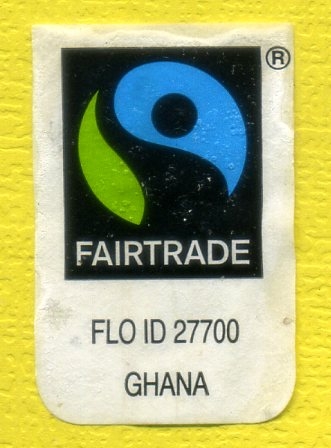 ®
FAIRTRADE
FLO ID 27700
GHANA